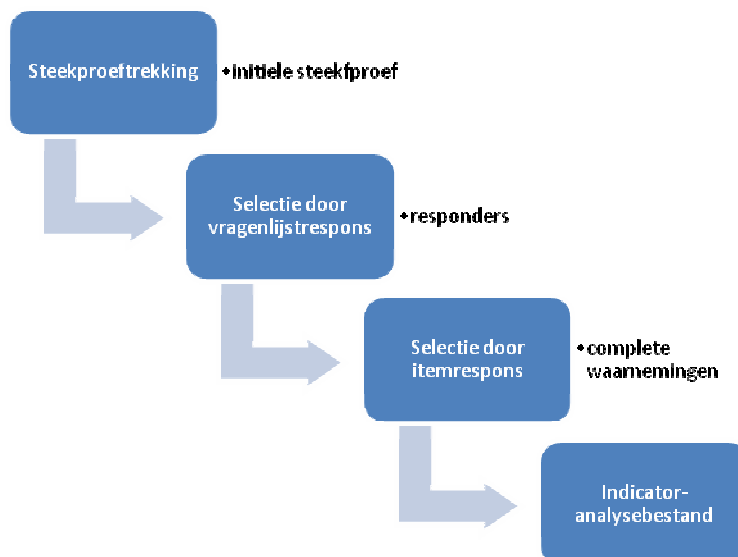 Steekproeftrekking
•initiele steekfproef
Selectie door
vragenlijstrespons
•responders
Selectie door
itemrespons
•complete
waarnemingen
Indicator-
analysebestand